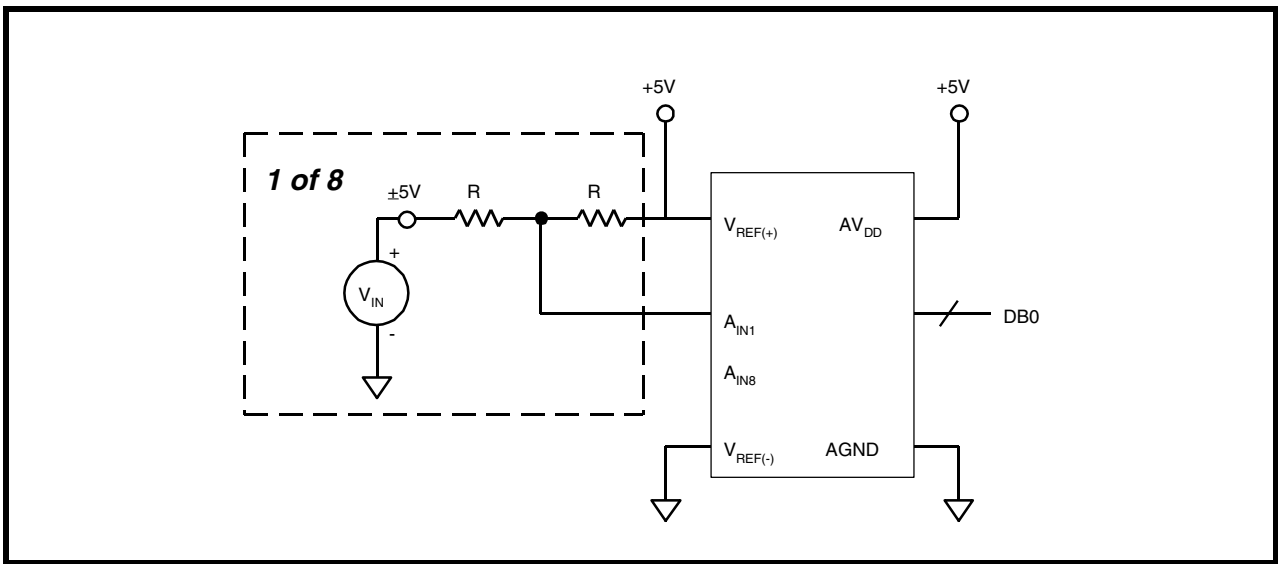 +5V
+5V
1 of 8
±5V
R
R
VREF(+)
AVDD
+
VIN
-
AIN1
DB0
AIN8
VREF(-)
AGND